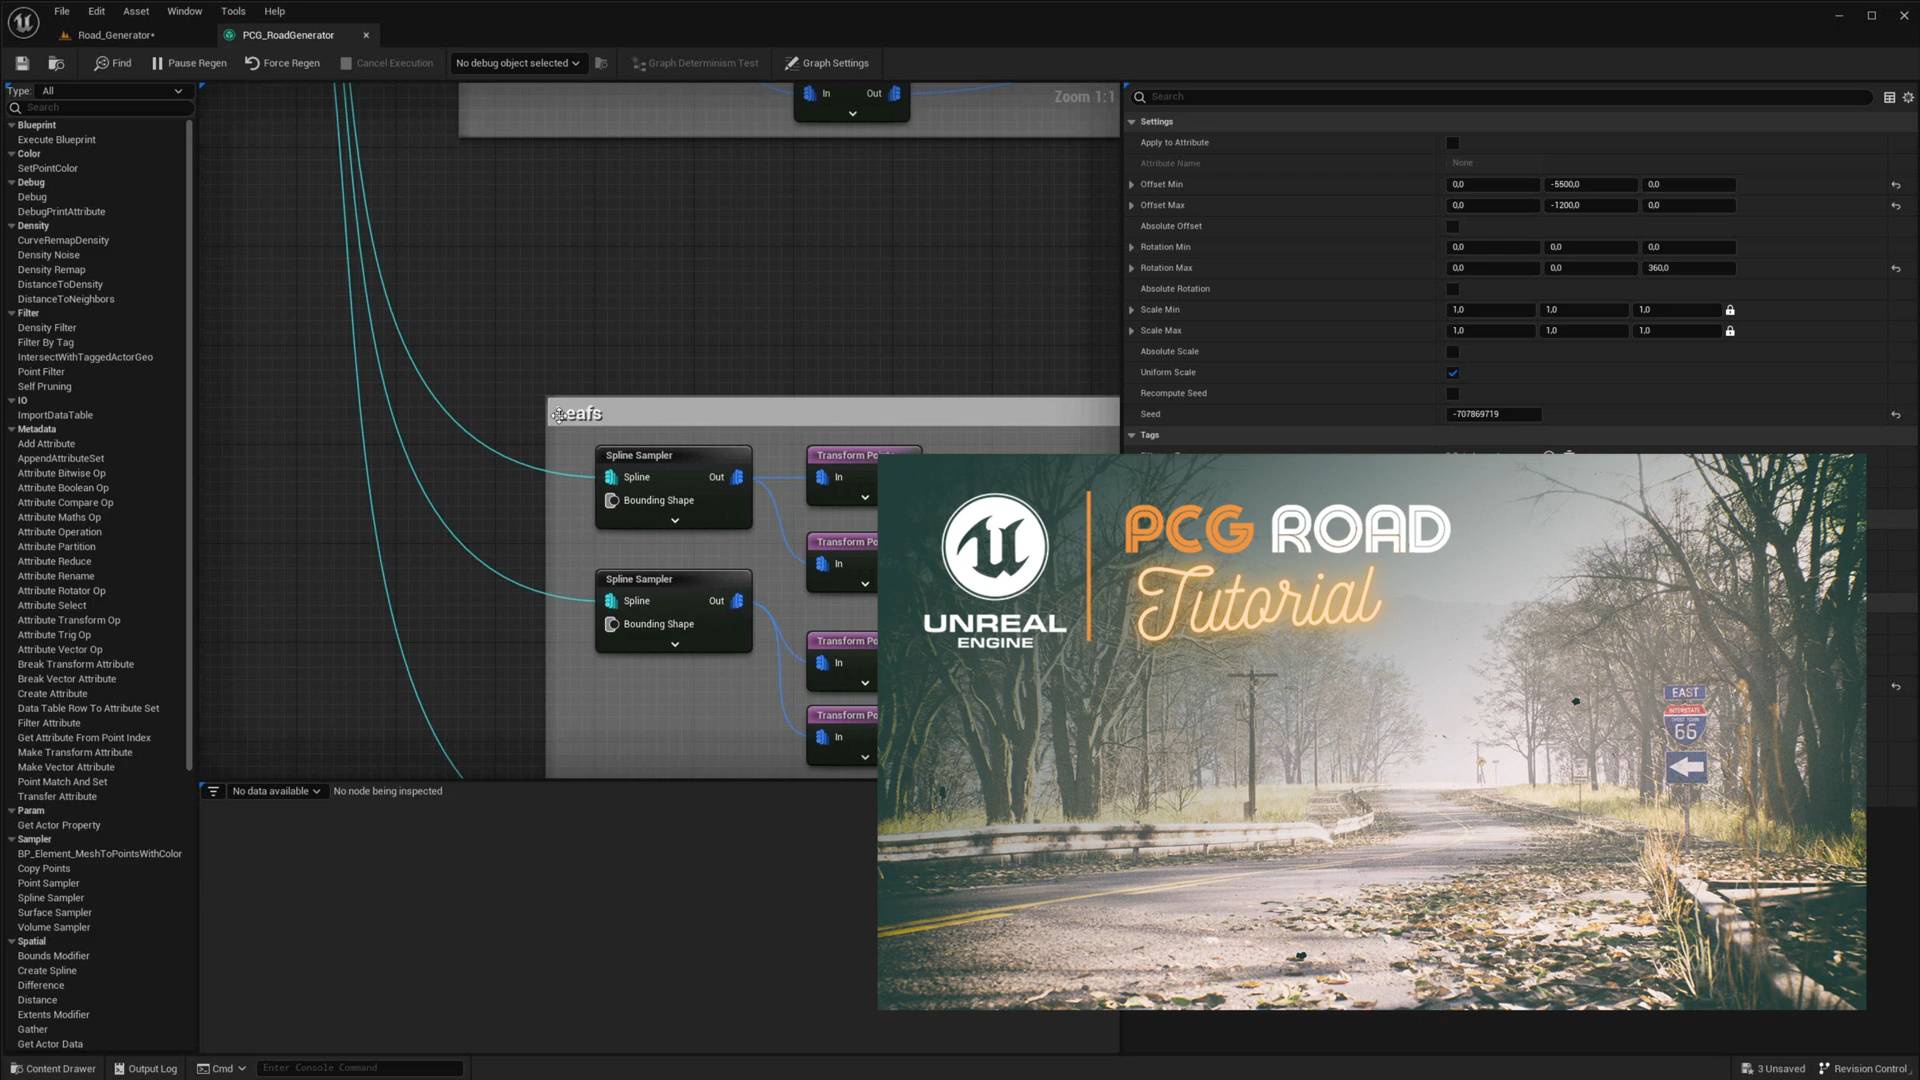 File Edit Asset Window Tools Help
Road_Generator* PCG_RoadGenerator
Find Pause Regen Force Regen Cancel Execution No debug object selected Graph Determinism Test Graph Settings
Type: All
Search
Blueprint
Execute Blueprint
Color
SetPointColor
Debug
Debug
DebugPrintAttribute
Density
CurveRemapDensity
Density Noise
Density Remap
DistanceToDensity
DistanceToNeighbors
Filter
Density Filter
Filter By Tag
IntersectWithTaggedActorGeo
Point Filter
Self Pruning
IO
ImportDataTable
Metadata
Add Attribute
AppendAttributeSet
Attribute Bitwise Op
Attribute Boolean Op
Attribute Compare Op
Attribute Maths Op
Attribute Operation
Attribute Partition
Attribute Reduce
Attribute Rename
Attribute Rotator Op
Attribute Select
Attribute Transform Op
Attribute Trig Op
Attribute Vector Op
Break Transform Attribute
Break Vector Attribute
Create Attribute
Data Table Row To Attribute Set
Filter Attribute
Get Attribute From Point Index
Make Transform Attribute
Make Vector Attribute
Point Match And Set
Transfer Attribute
Param
Get Actor Property
Sampler
BP_Element_MeshToPointsWithColor
Copy Points
Point Sampler
Spline Sampler
Surface Sampler
Volume Sampler
Spatial
Bounds Modifier
Create Spline
Difference
Distance
Extents Modifier
Gather
Get Actor Data
In Out
Zoom 1:1
eafs
Spline Sampler
Spline Out
Bounding Shape
Spline Sampler
Spline Out
Bounding Shape
Transform Points
In
Transform Po
In
Transform Po
In
Transform Po
In
No data available No node being inspected
Search
Settings
Apply to Attribute
Attribute Name None
Offset Min 0,0 -5500,0 0,0
Offset Max 0,0 -1200,0 0,0
Absolute Offset
Rotation Min 0,0 0,0 0,0
Rotation Max 0,0 0,0 360,0
Absolute Rotation
Scale Min 1,0 1,0 1,0
Scale Max 1,0 1,0 1,0
Absolute Scale
Uniform Scale
Recompute Seed
Seed -707869719
Tags
UNREAL
ENGINE
PCG ROAD
Tutorial
EAST
INTERSTATE
66
Content Drawer Output Log Cmd Enter Console Command 3 Unsaved Revision Control